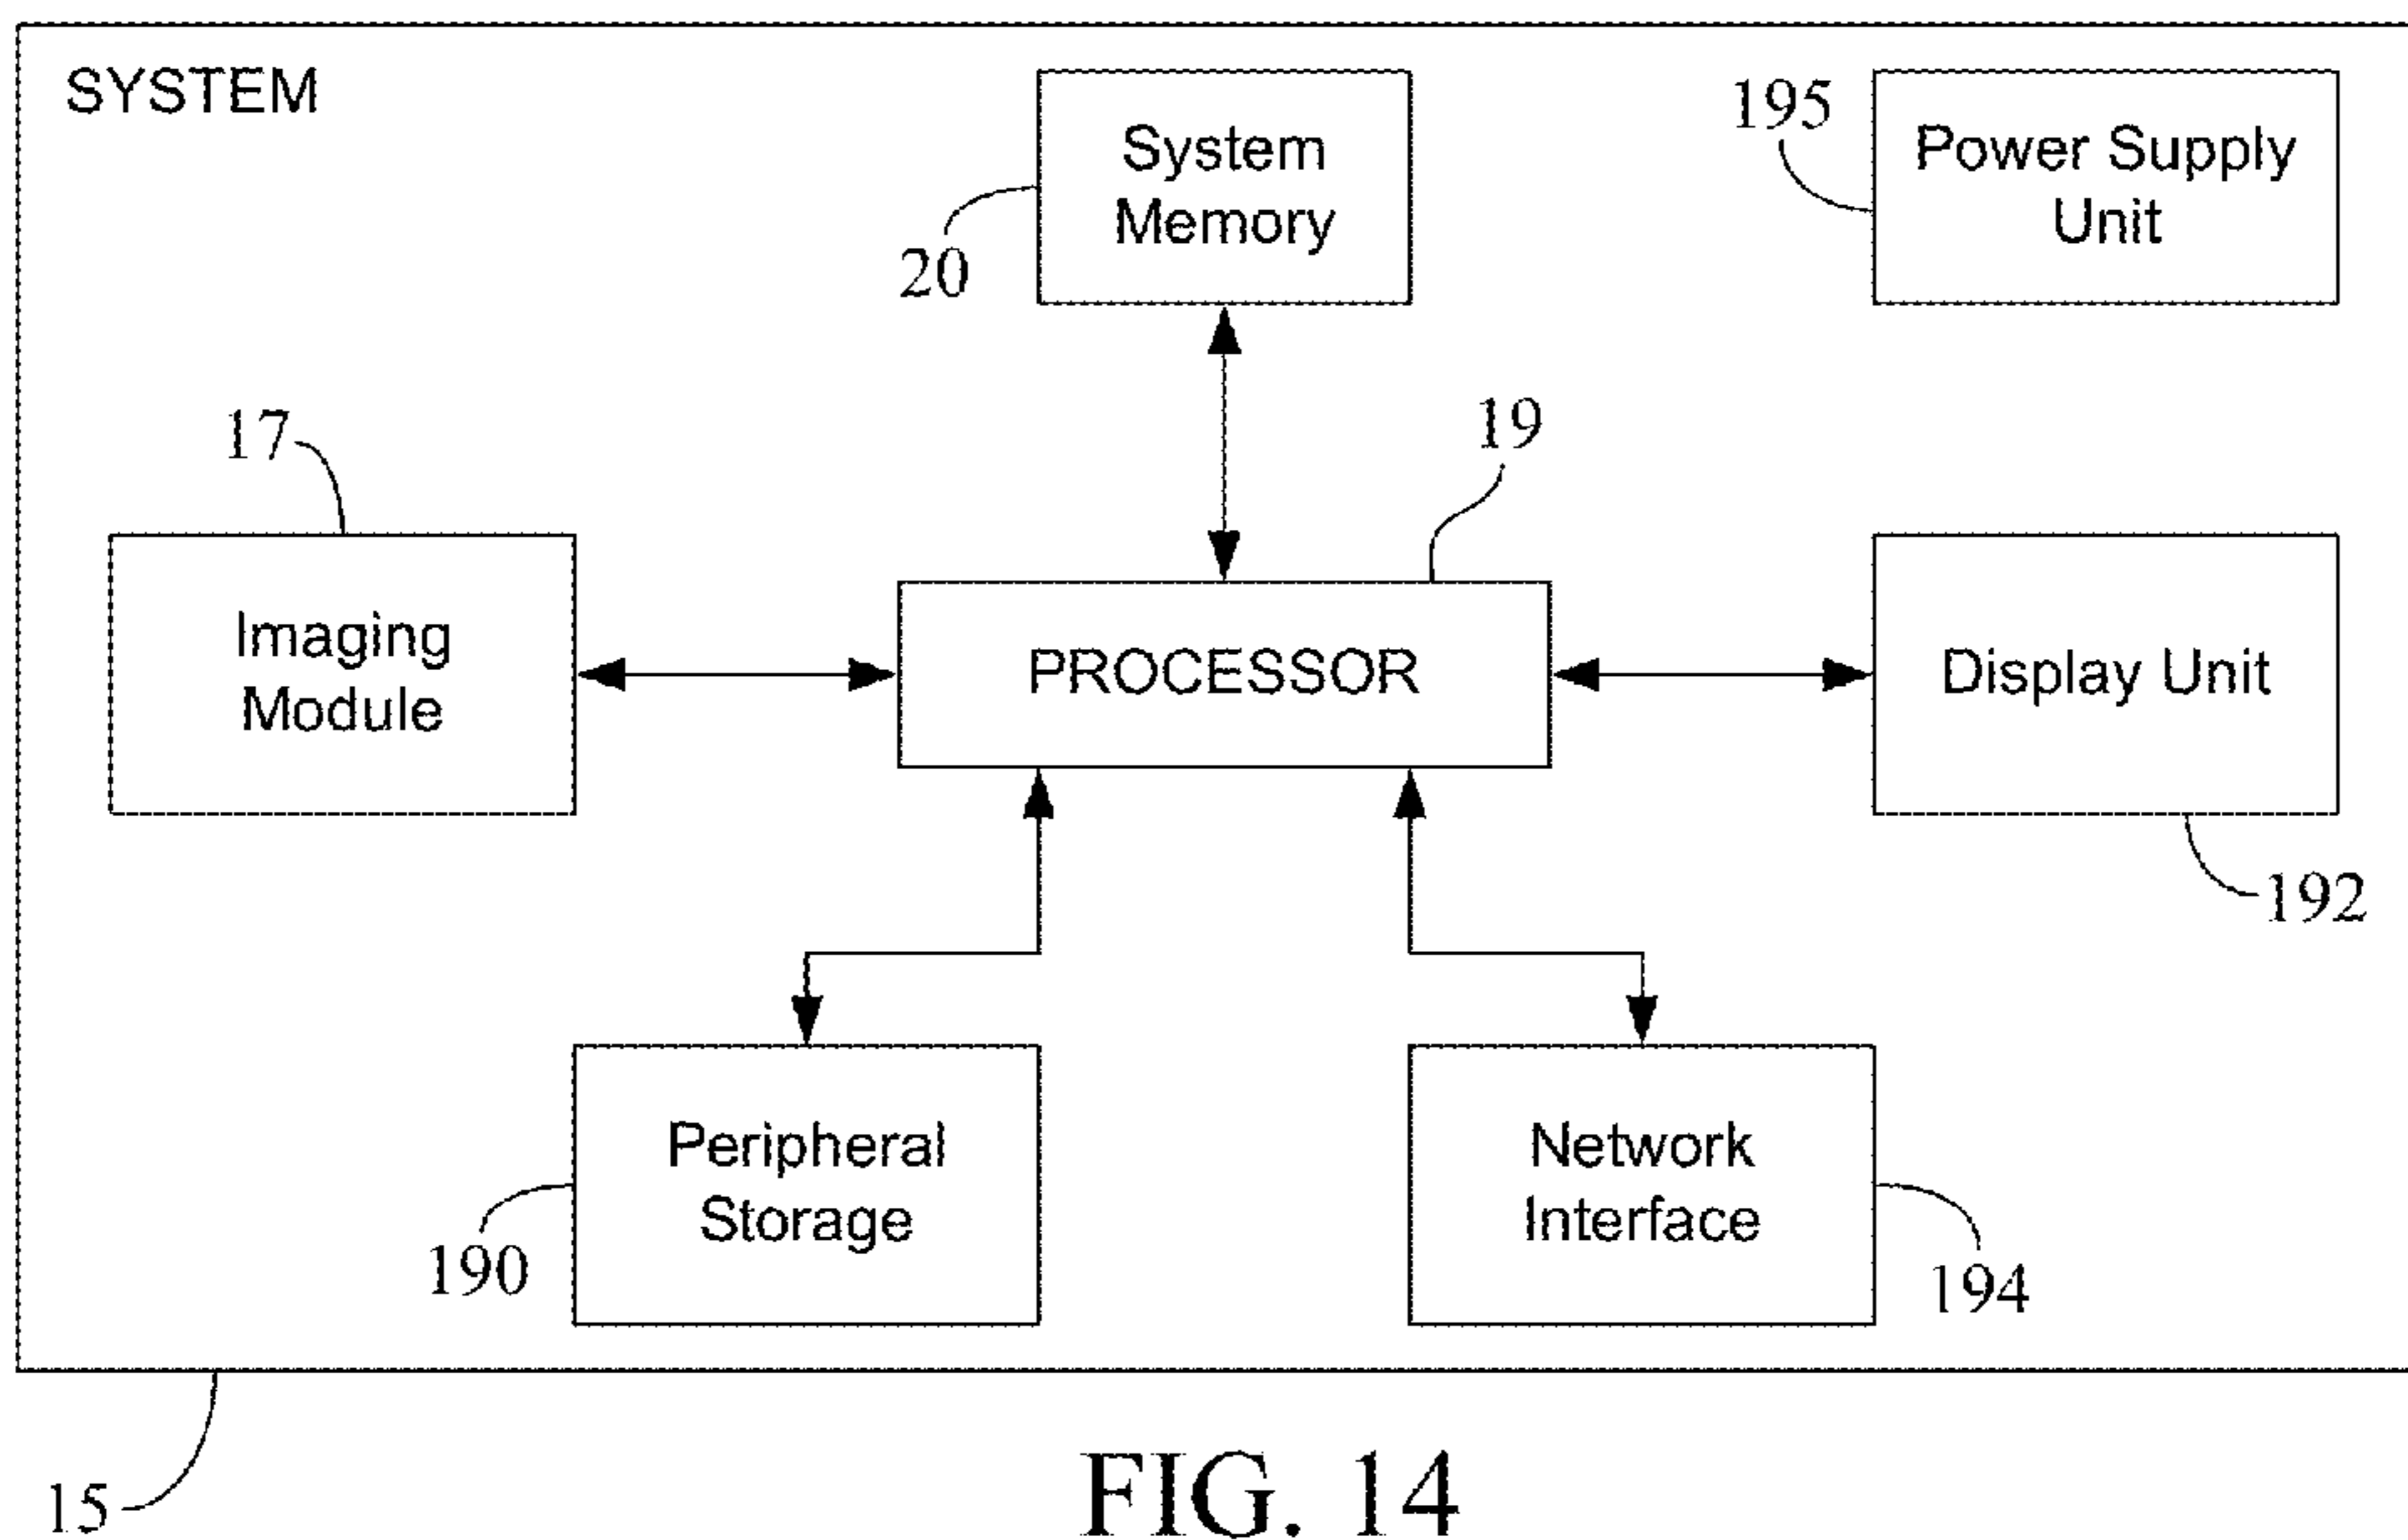 SYSTEM
System
Memory
20
195
Power Supply
Unit
17
Imaging
Module
19
PROCESSOR
Display Unit
192
Peripheral
Storage
190
Network
Interface
194
15
FIG. 14